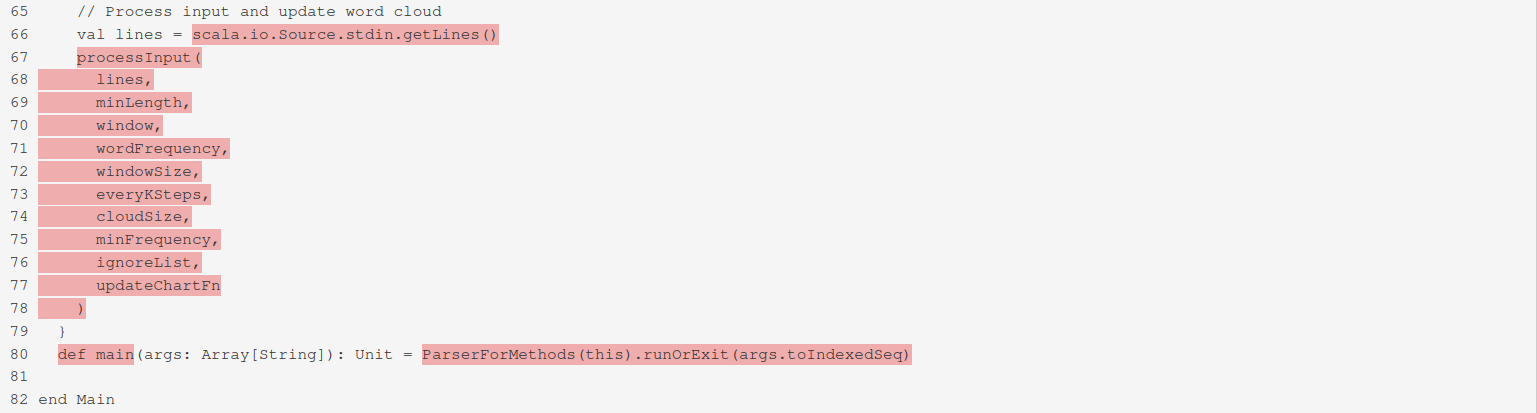 65     // Process input and update word cloud
66     val lines = scala.io.Source.stdin.getLines()
67     processInput(
68       lines,
69       minLength,
70       window,
71       wordFrequency,
72       windowSize,
73       everyKSteps,
74       cloudSize,
75       minFrequency,
76       ignoreList,
77       updateChartFn
78     )
79   }
80   def main(args: Array[String]): Unit = ParserForMethods(this).runOrExit(args.toIndexedSeq)
81
82 end Main